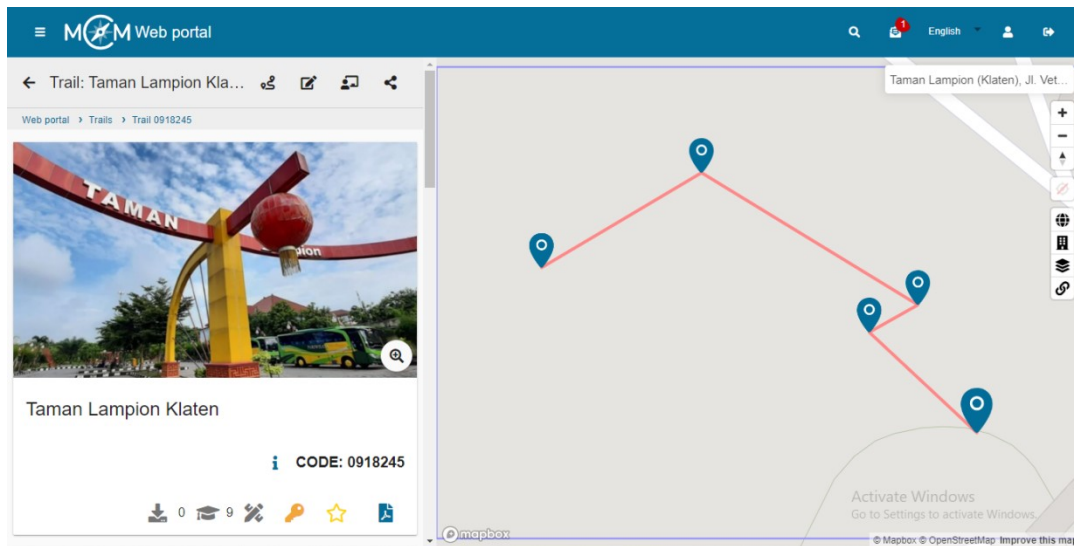 MCM Web portal
1
English
Trail: Taman Lampion Kla...
Taman Lampion (Klaten), Jl. Vet...
Web portal > Trails > Trail 0918245
TAMAN
Lampion
Taman Lampion Klaten
i CODE: 0918245
0 9
Activate Windows
Go to Settings to activate Windows.
mapbox
© Mapbox © OpenStreetMap Improve this map